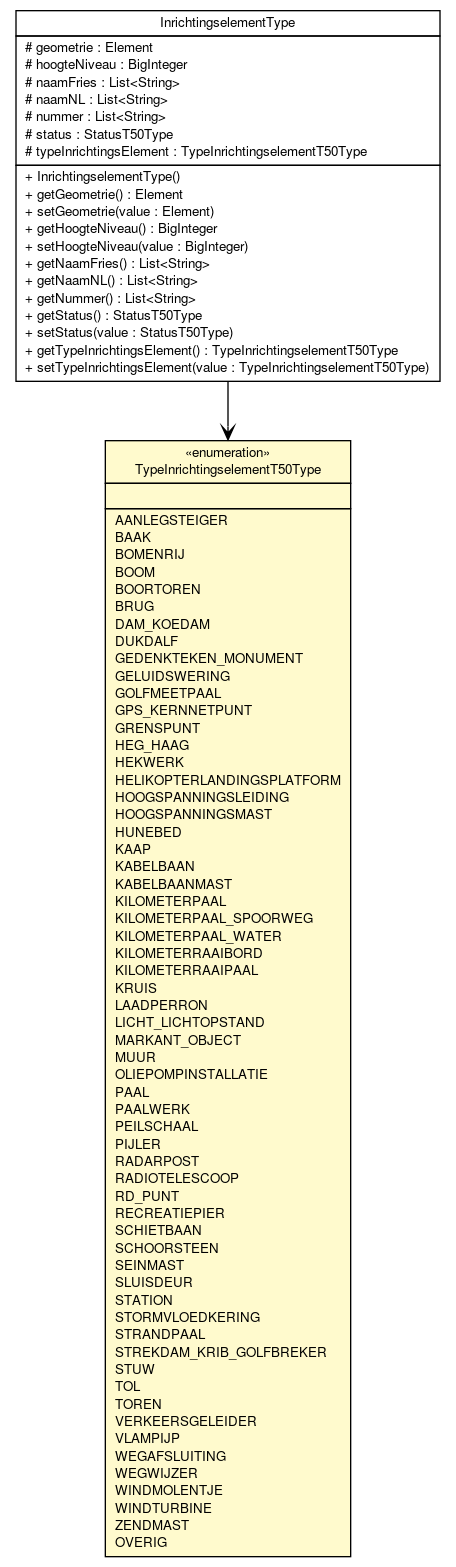 InrichtingselementType
# geometrie : Element
# hoogteNiveau : BigInteger
# naamFries : List<String>
# naamNL : List<String>
# nummer : List<String>
# status : StatusT50Type
# typeInrichtingsElement : TypeInrichtingselementT50Type
+ InrichtingselementType()
+ getGeometrie() : Element
+ setGeometrie(value : Element)
+ getHoogteNiveau() : BigInteger
+ setHoogteNiveau(value : BigInteger)
+ getNaamFries() : List<String>
+ getNaamNL() : List<String>
+ getNummer() : List<String>
+ getStatus() : StatusT50Type
+ setStatus(value : StatusT50Type)
+ getTypeInrichtingsElement() : TypeInrichtingselementT50Type
+ setTypeInrichtingsElement(value : TypeInrichtingselementT50Type)
«enumeration»
TypeInrichtingselementT50Type
AANLEGSTEIGER
BAAK
BOMENRIJ
BOOM
BOORTOREN
BRUG
DAM_KOEDAM
DUKDALF
GEDENKTEKEN_MONUMENT
GELUIDSWERING
GOLFMEETPAAL
GPS_KERNNETPUNT
GRENSPUNT
HEG_HAAG
HEKWERK
HELIKOPTERLANDINGSPLATFORM
HOOGSPANNINGSLEIDING
HOOGSPANNINGSMAST
HUNEBED
KAAP
KABELBAAN
KABELBAANMAST
KILOMETERPAAL
KILOMETERPAAL_SPOORWEG
KILOMETERPAAL_WATER
KILOMETERRAAIBORD
KILOMETERRAAIPAAL
KRUIS
LAADPERRON
LICHT_LICHTOPSTAND
MARKANT_OBJECT
MUUR
OLIEPOMPINSTALLATIE
PAAL
PAALWERK
PEILSCHAAL
PIJLER
RADARPOST
RADIOTELESCOOP
RD_PUNT
RECREATIEPIER
SCHIETBAAN
SCHOORSTEEN
SEINMAST
SLUISDEUR
STATION
STORMVLOEDKERING
STRANDPAAL
STREKDAM_KRIB_GOLFBREKER
STUW
TOL
TOREN
VERKEERSGELEIDER
VLAMPIJP
WEGAFSLUITING
WEGWIJZER
WINDMOLENTJE
WINDTURBINE
ZENDMAST
OVERIG